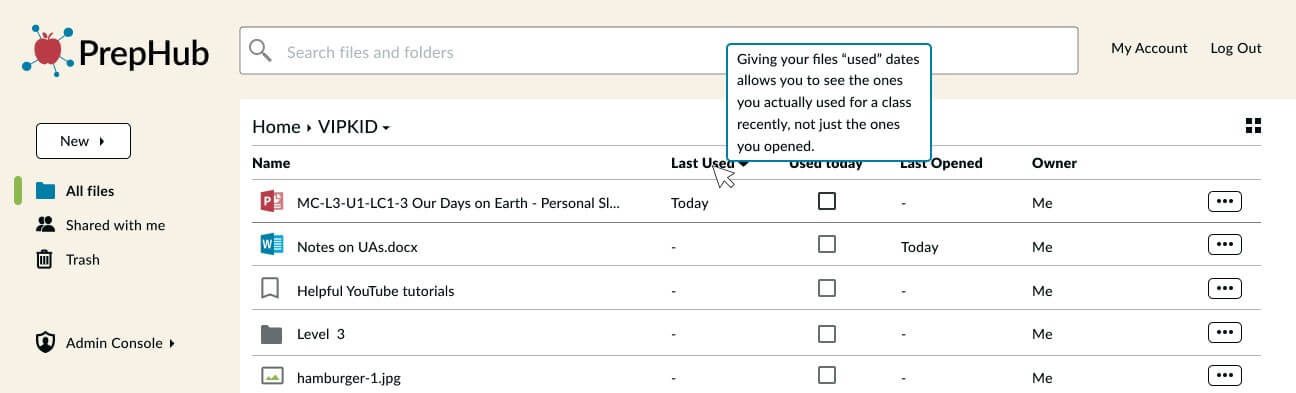 PrepHub
Search files and folders
My Account Log Out
Giving your files “used” dates
allows you to see the ones
you actually used for a class
recently, not just the ones
you opened.
New
Home VIPKID
Name Last Used Used today Last Opened Owner
All files
MC-L3-U1-LC1-3 Our Days on Earth - Personal Sl... Today - Me
Shared with me
Notes on UAs.docx - Today Me
Trash
Helpful YouTube tutorials - - Me
Admin Console
Level 3 - - Me
hamburger-1.jpg - - Me